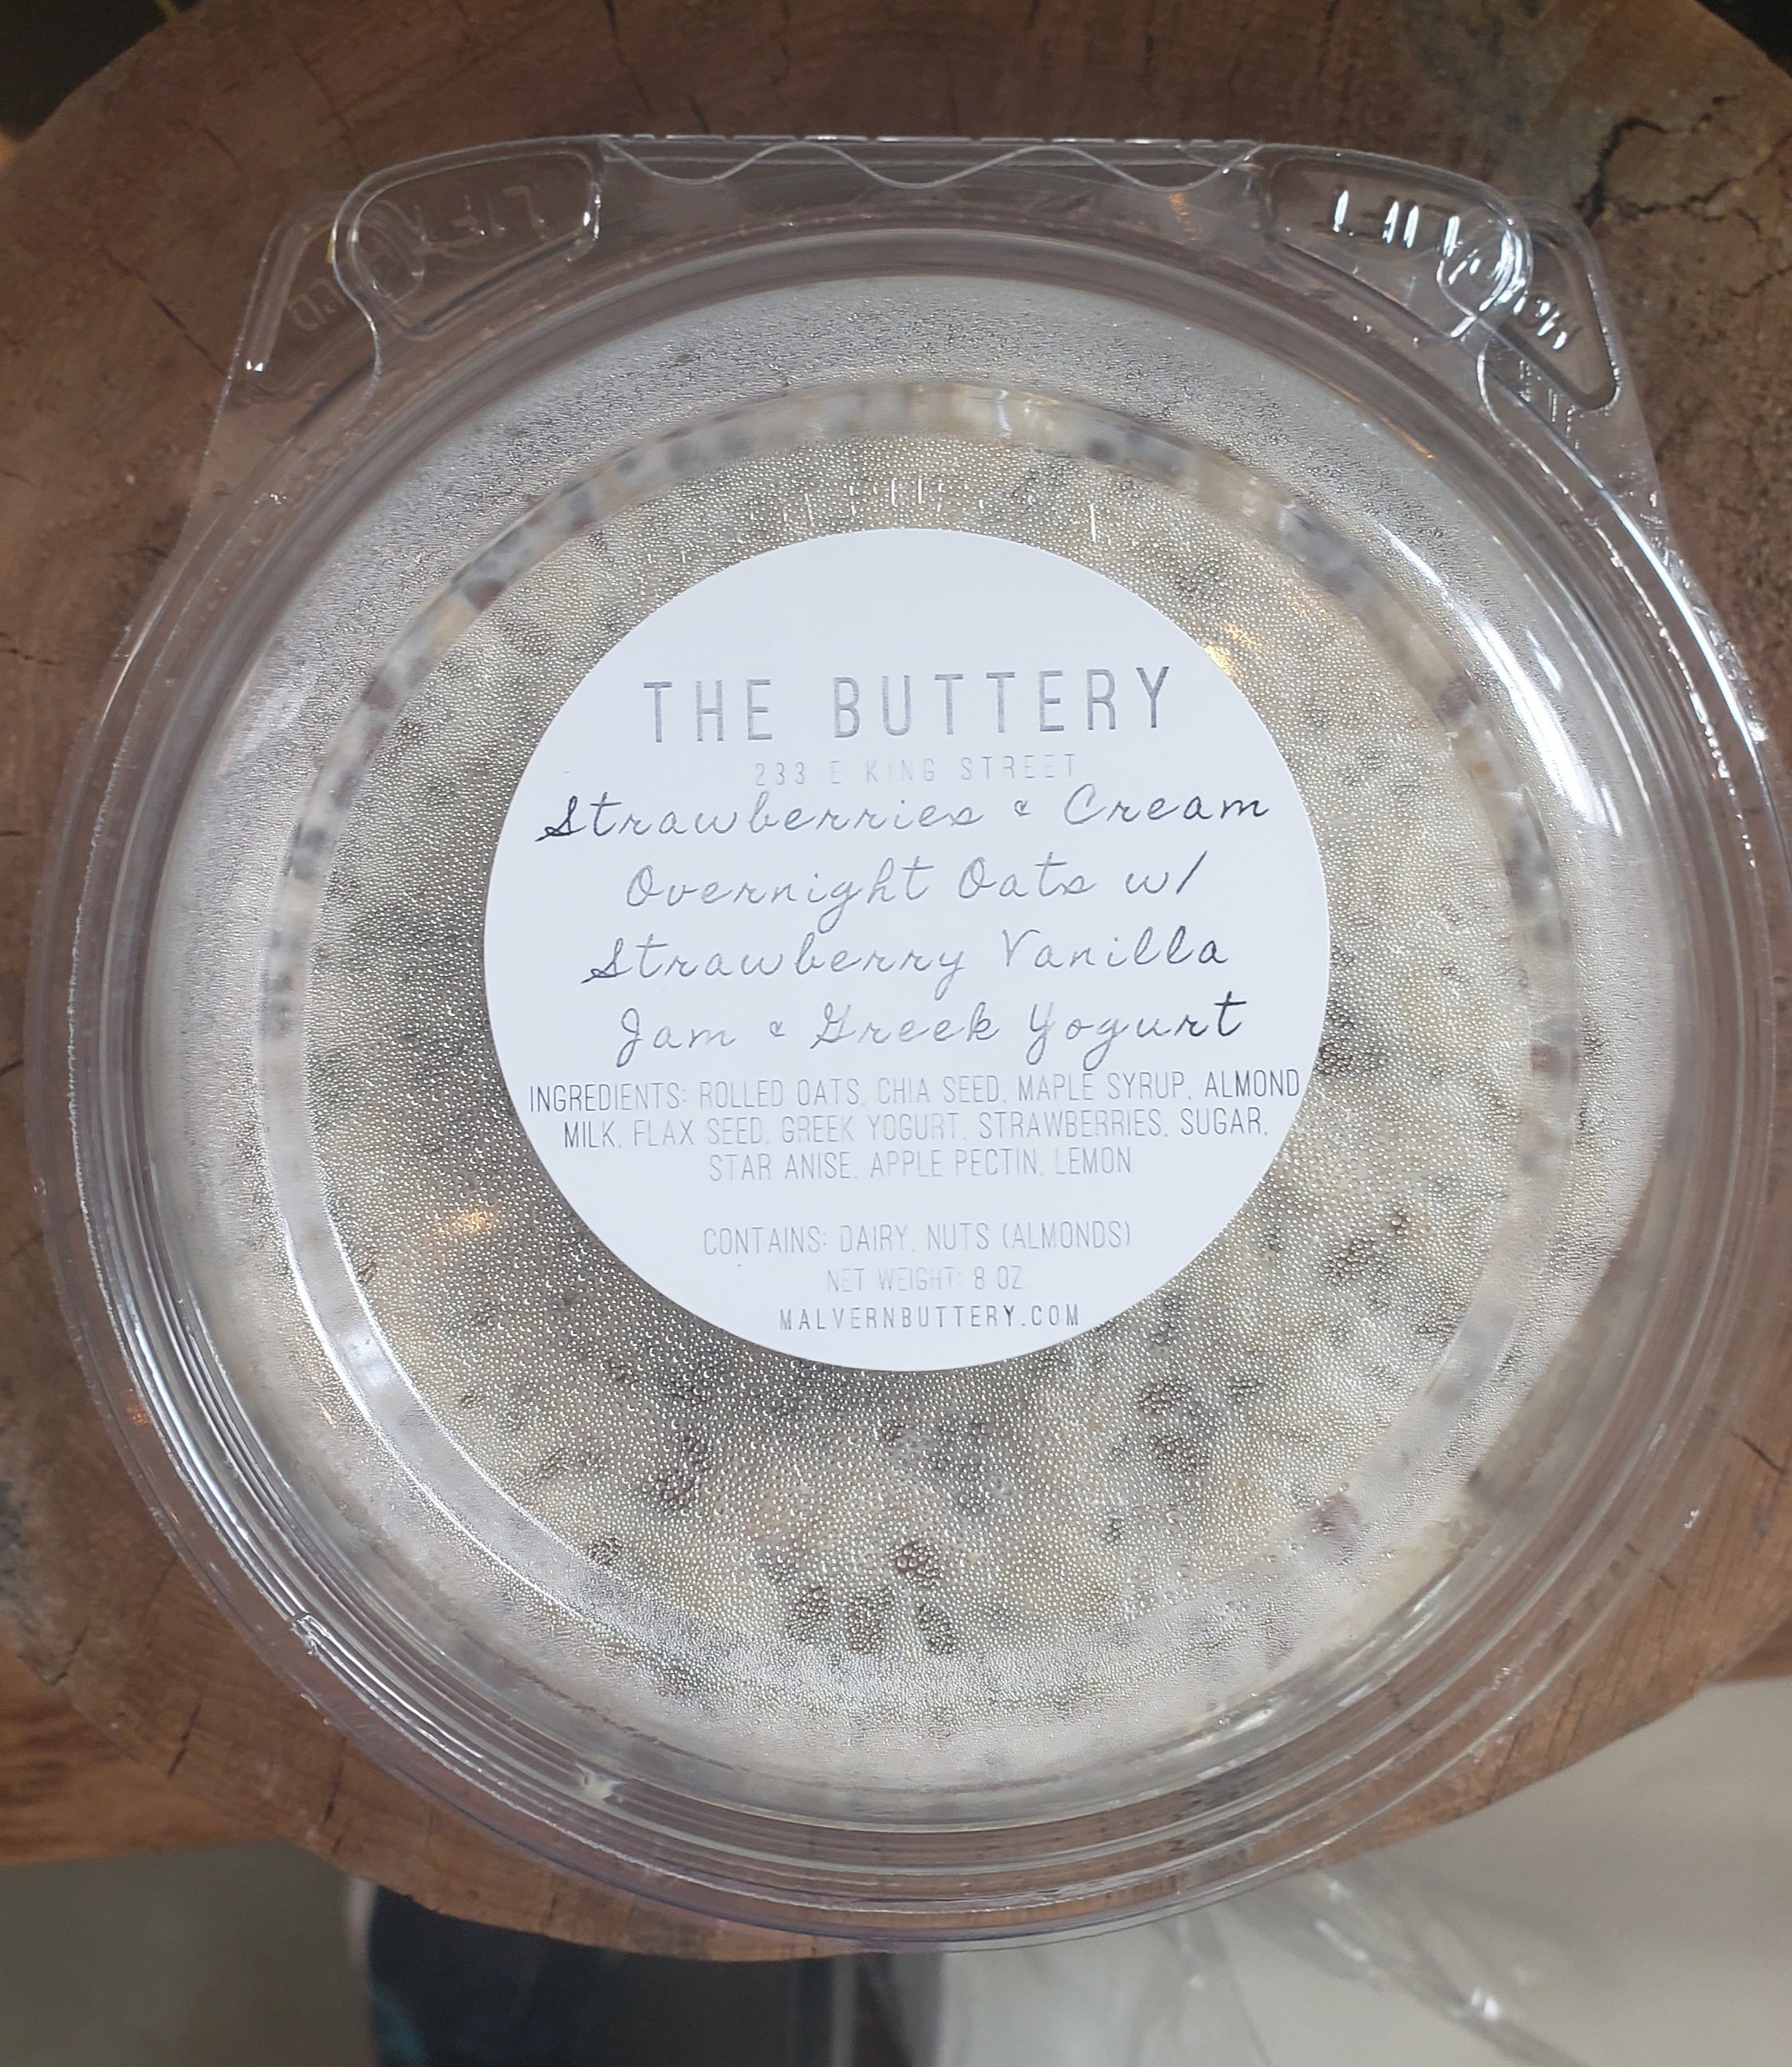 THE BUTTERY
233 E KING STREET
Strawberries & Cream
Overnight Oats w/
Strawberry Vanilla
Jam & Greek Yogurt
INGREDIENTS: ROLLED OATS, CHIA SEED, MAPLE SYRUP, ALMOND
MILK, FLAX SEED, GREEK YOGURT, STRAWBERRIES, SUGAR,
STAR ANISE, APPLE PECTIN, LEMON
CONTAINS: DAIRY, NUTS (ALMONDS)
NET WEIGHT: 8 OZ
MALVERNBUTTERY.COM